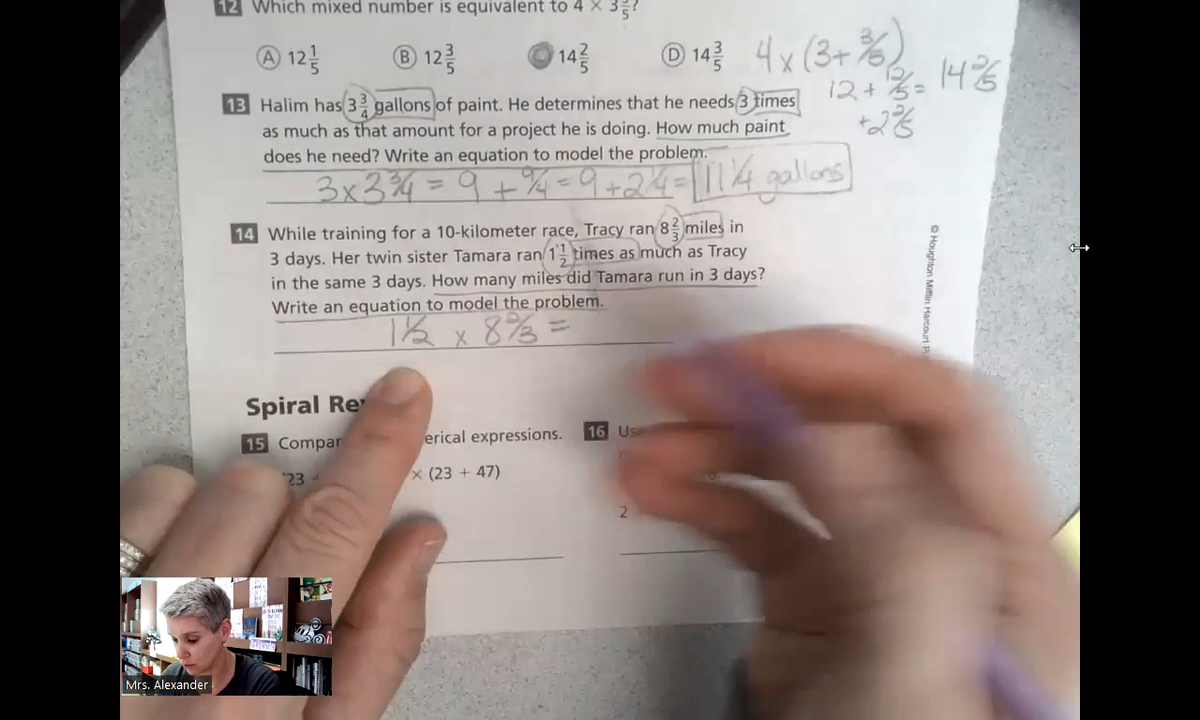 12 Which mixed number is equivalent to 4 × 3 3/5?
A 12 1/5 B 12 3/5 C 14 2/5 D 14 3/5
4 x (3 + 3/5)
12 + 12/5 = 14 2/5
+ 2 2/5
13 Halim has 3 3/4 gallons of paint. He determines that he needs 3 times
as much as that amount for a project he is doing. How much paint
does he need? Write an equation to model the problem.
3 x 3 3/4 = 9 + 9/4 = 9 + 2 1/4 = 11 1/4 gallons
14 While training for a 10-kilometer race, Tracy ran 8 2/3 miles in
3 days. Her twin sister Tamara ran 1 1/2 times as much as Tracy
in the same 3 days. How many miles did Tamara run in 3 days?
Write an equation to model the problem.
1 1/2 x 8 2/3 =
© Houghton Mifflin Harcourt
Spiral
15 erical expressions.
× (23 + 47)
16
2
Mrs. Alexander